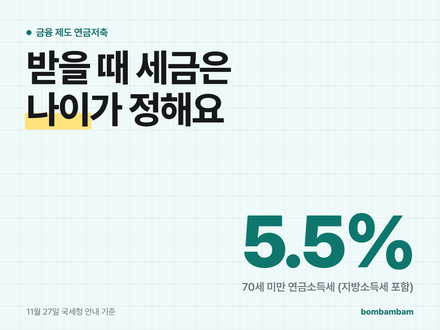 금융 제도 연금저축
받을 때 세금은
나이가 정해요
5.5%
70세 미만 연금소득세 (지방소득세 포함)
11월 27일 국세청 안내 기준
bombambam